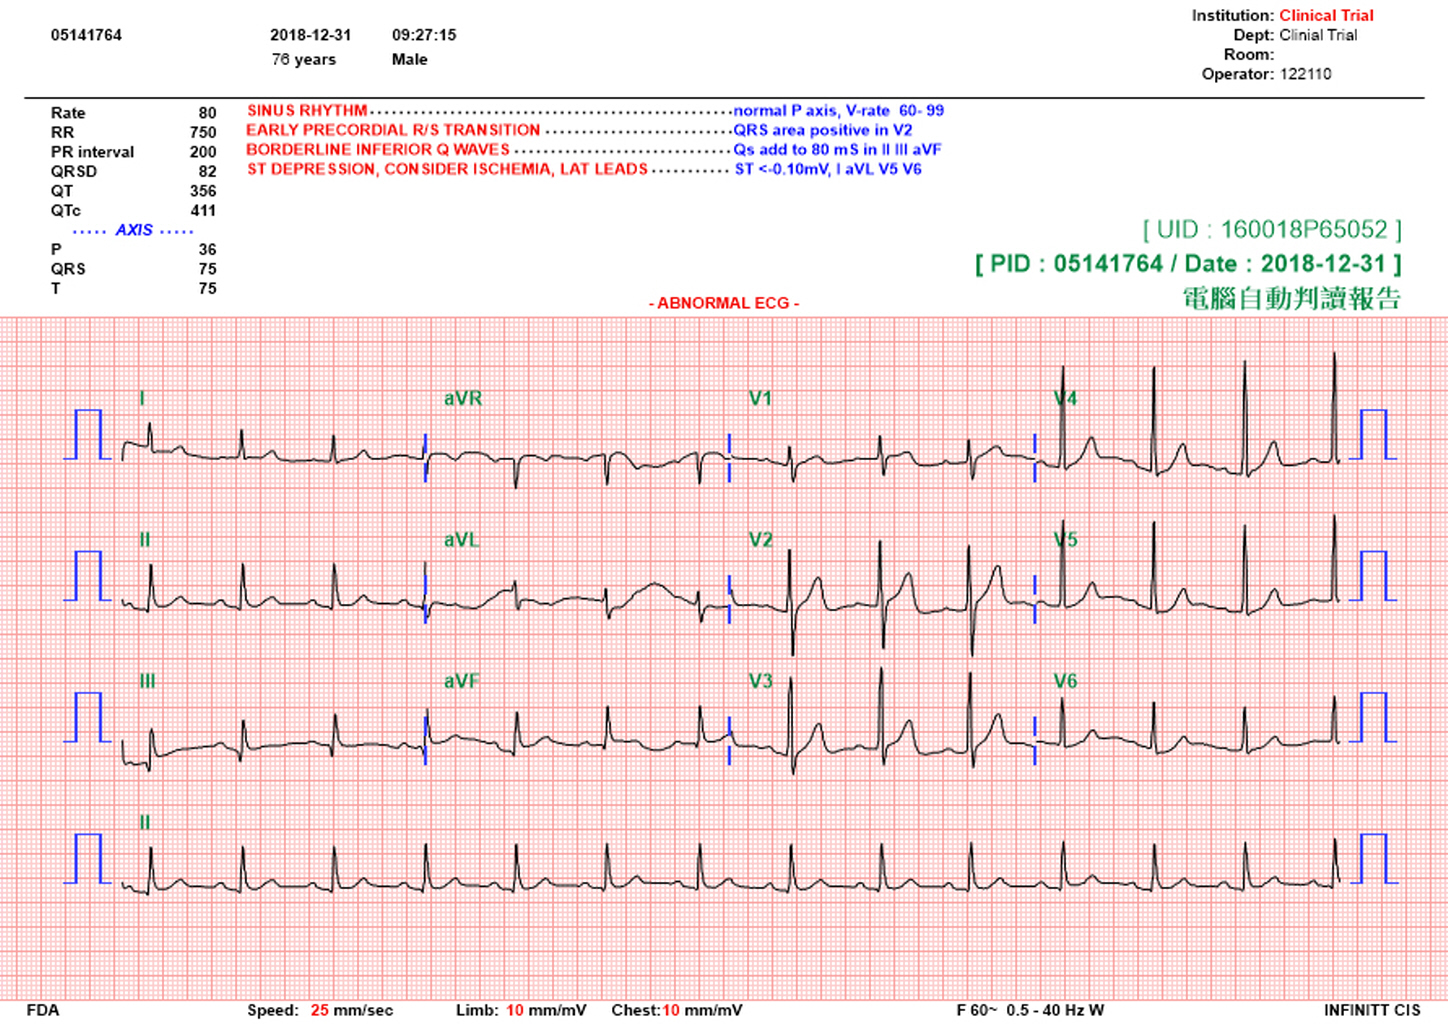 05141764 2018-12-31 09:27:15
76 years Male
Institution: Clinical Trial
Dept: Clinial Trial
Room:
Operator: 122110
Rate 80
RR 750
PR interval 200
QRSD 82
QT 356
QTc 411
····· AXIS ·····
P 36
QRS 75
T 75
SINUS RHYTHM....................................normal P axis, V-rate 60- 99
EARLY PRECORDIAL R/S TRANSITION....................QRS area positive in V2
BORDERLINE INFERIOR Q WAVES.......................Qs add to 80 mS in II III aVF
ST DEPRESSION, CONSIDER ISCHEMIA, LAT LEADS...........ST <-0.10mV, I aVL V5 V6
[ UID : 160018P65052 ]
[ PID : 05141764 / Date : 2018-12-31 ]
電腦自動判讀報告
- ABNORMAL ECG -
I aVR V1 V4
II aVL V2 V5
III aVF V3 V6
II
FDA Speed: 25 mm/sec Limb: 10 mm/mV Chest:10 mm/mV F 60~ 0.5 - 40 Hz W INFINITT CIS